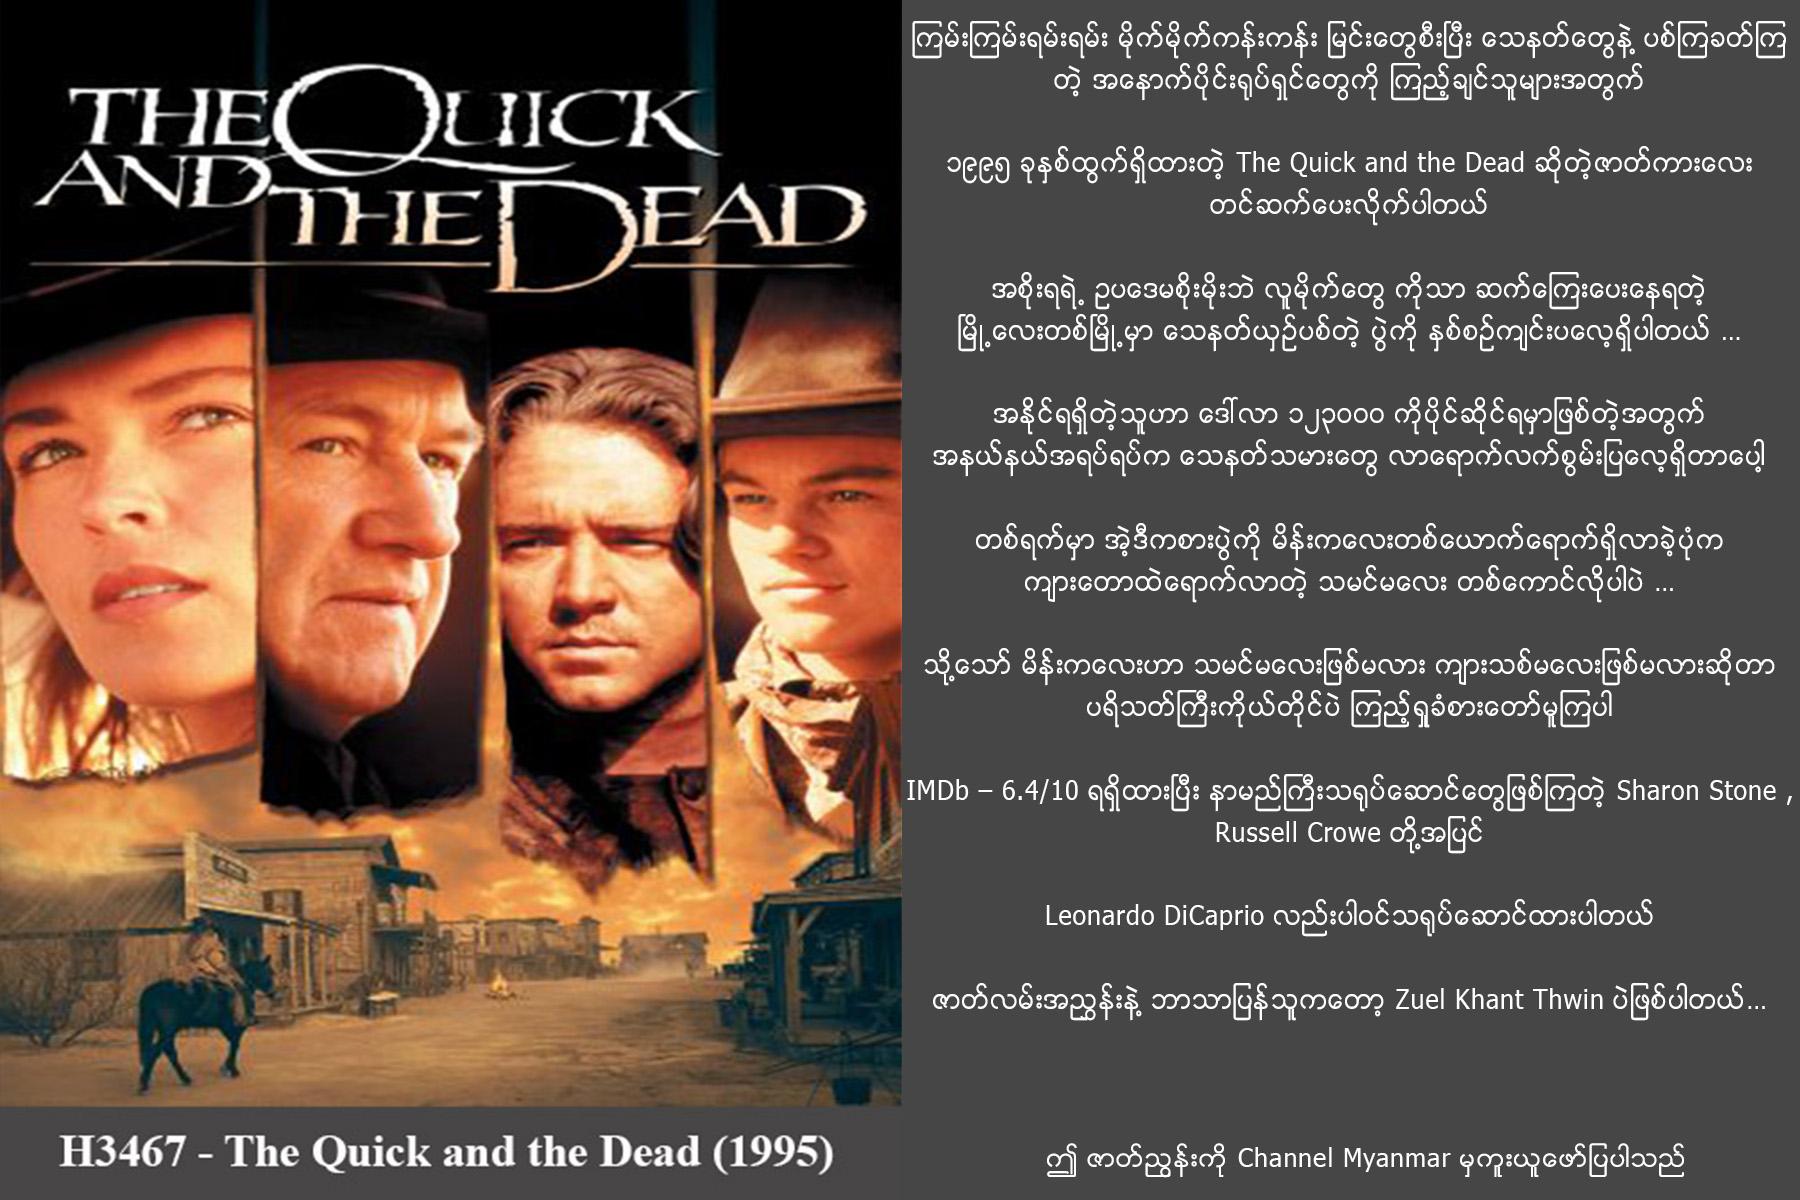 THE QUICK
AND THE DEAD
H3467 - The Quick and the Dead (1995)
ကြမ်းကြမ်းရမ်းရမ်း မိုက်မိုက်ကန်းကန်း မြင်းတွေစီးပြီး သေနတ်တွေနဲ့ ပစ်ကြခတ်ကြ
တဲ့ အနောက်ပိုင်းရုပ်ရှင်တွေကို ကြည့်ချင်သူများအတွက်
၁၉၉၅ ခုနှစ်ထွက်ရှိထားတဲ့ The Quick and the Dead ဆိုတဲ့ဇာတ်ကားလေး
တင်ဆက်ပေးလိုက်ပါတယ်
အစိုးရရဲ့ ဥပဒေမစိုးမိုးဘဲ လူမိုက်တွေ ကိုသာ ဆက်ကြေးပေးနေရတဲ့
မြို့လေးတစ်မြို့မှာ သေနတ်ယှဉ်ပစ်တဲ့ ပွဲကို နှစ်စဉ်ကျင်းပလေ့ရှိပါတယ် ...
အနိုင်ရရှိတဲ့သူဟာ ဒေါ်လာ ၁၂၃၀၀၀ ကိုပိုင်ဆိုင်ရမှာဖြစ်တဲ့အတွက်
အနယ်နယ်အရပ်ရပ်က သေနတ်သမားတွေ လာရောက်လက်စွမ်းပြလေ့ရှိတာပေါ့
တစ်ရက်မှာ အဲ့ဒီကစားပွဲကို မိန်းကလေးတစ်ယောက်ရောက်ရှိလာခဲ့ပုံက
ကျားတောထဲရောက်လာတဲ့ သမင်မလေး တစ်ကောင်လိုပါပဲ ...
သို့သော် မိန်းကလေးဟာ သမင်မလေးဖြစ်မလား ကျားသစ်မလေးဖြစ်မလားဆိုတာ
ပရိသတ်ကြီးကိုယ်တိုင်ပဲ ကြည့်ရှုခံစားတော်မူကြပါ
IMDb – 6.4/10 ရရှိထားပြီး နာမည်ကြီးသရုပ်ဆောင်တွေဖြစ်ကြတဲ့ Sharon Stone ,
Russell Crowe တို့အပြင်
Leonardo DiCaprio လည်းပါဝင်သရုပ်ဆောင်ထားပါတယ်
ဇာတ်လမ်းအညွှန်းနဲ့ ဘာသာပြန်သူကတော့ Zuel Khant Thwin ပဲဖြစ်ပါတယ်...
ဤ ဇာတ်ညွှန်းကို Channel Myanmar မှကူးယူဖော်ပြပါသည်